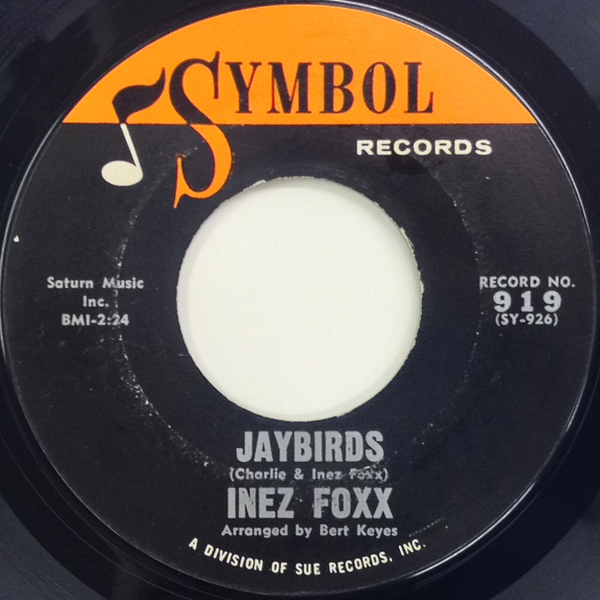 SYMBOL
RECORDS
Saturn Music
Inc.
BMI-2:24
RECORD NO.
919
(SY-926)
JAYBIRDS
(Charlie & Inez Foxx)
INEZ FOXX
Arranged by Bert Keyes
A DIVISION OF SUE RECORDS, INC.